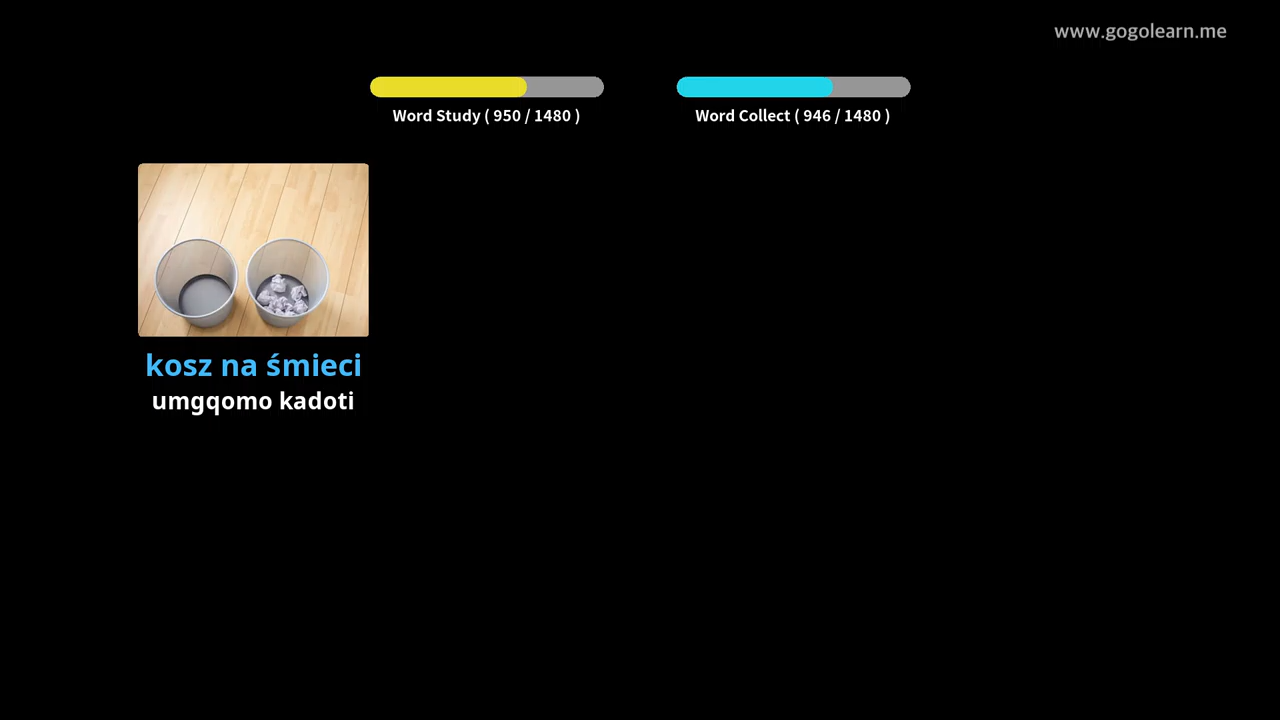 www.gogolearn.me
Word Study ( 950 / 1480 )
Word Collect ( 946 / 1480 )
kosz na śmieci
umgqomo kadoti